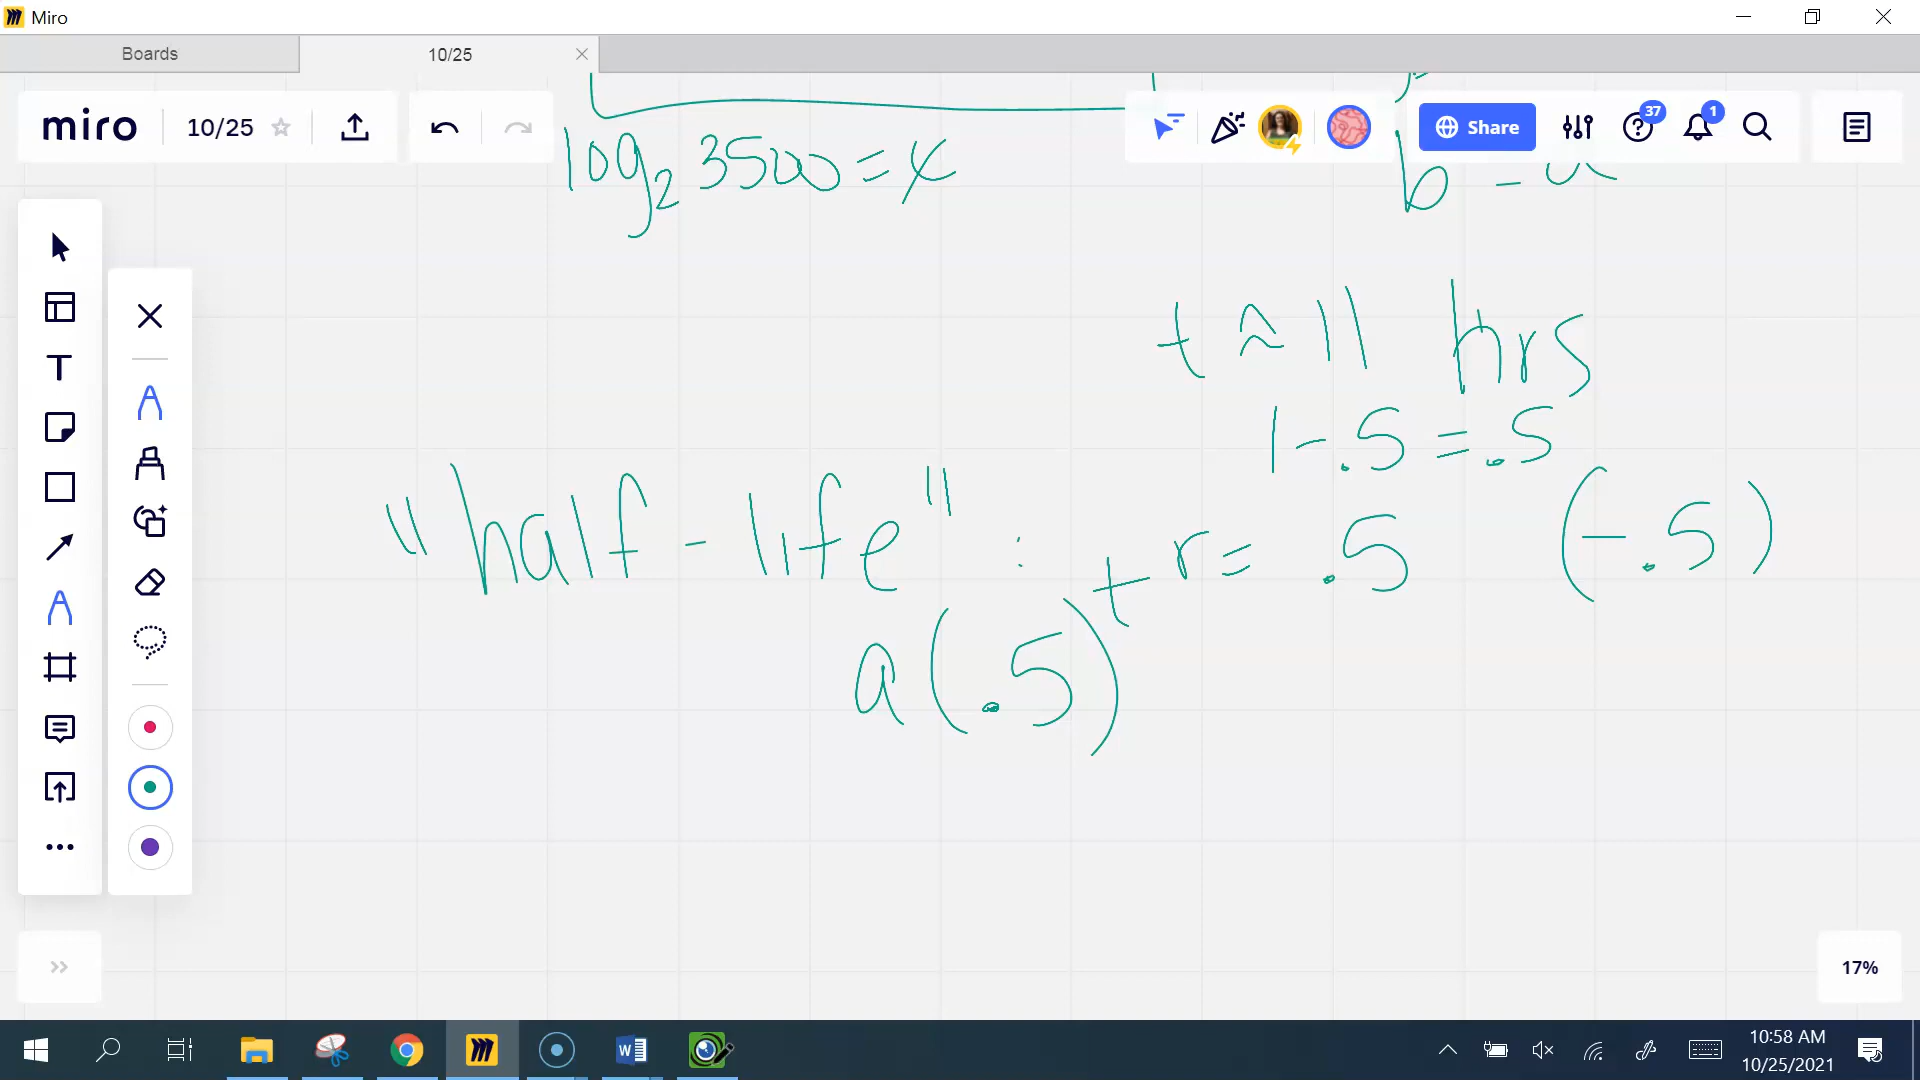 Miro
Boards
10/25
miro
10/25
Share
37
1
log₂ 3500 = x
t ≈ 11 hrs
1 - .5 = .5
"half-life" : r = .5 (-.5)
a(.5)^t
T
17%
W
10:58 AM
10/25/2021